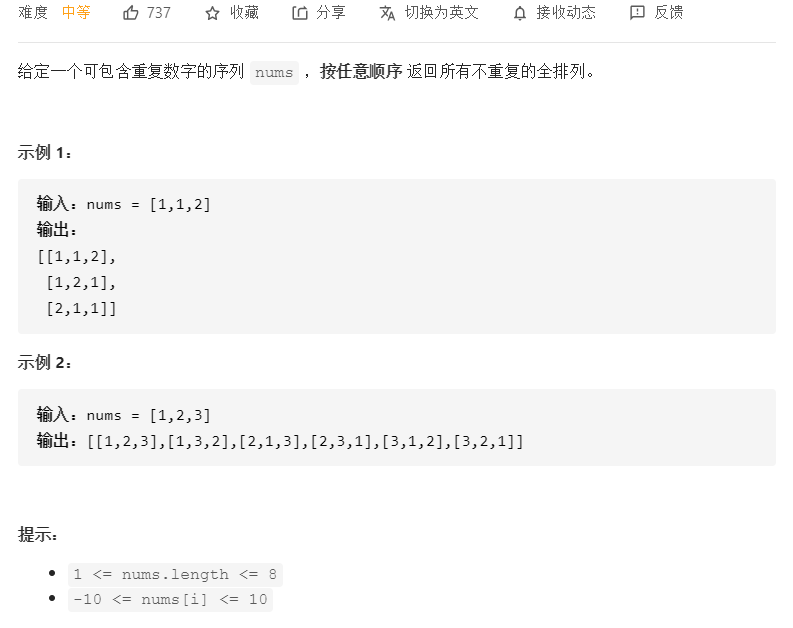 难度 中等 737 收藏 分享 切换为英文 接收动态 反馈
给定一个可包含重复数字的序列 nums ，按任意顺序 返回所有不重复的全排列。
示例 1：
输入：nums = [1,1,2]
输出：
[[1,1,2],
[1,2,1],
[2,1,1]]
示例 2：
输入：nums = [1,2,3]
输出：[[1,2,3],[1,3,2],[2,1,3],[2,3,1],[3,1,2],[3,2,1]]
提示：
• 1 <= nums.length <= 8
• -10 <= nums[i] <= 10